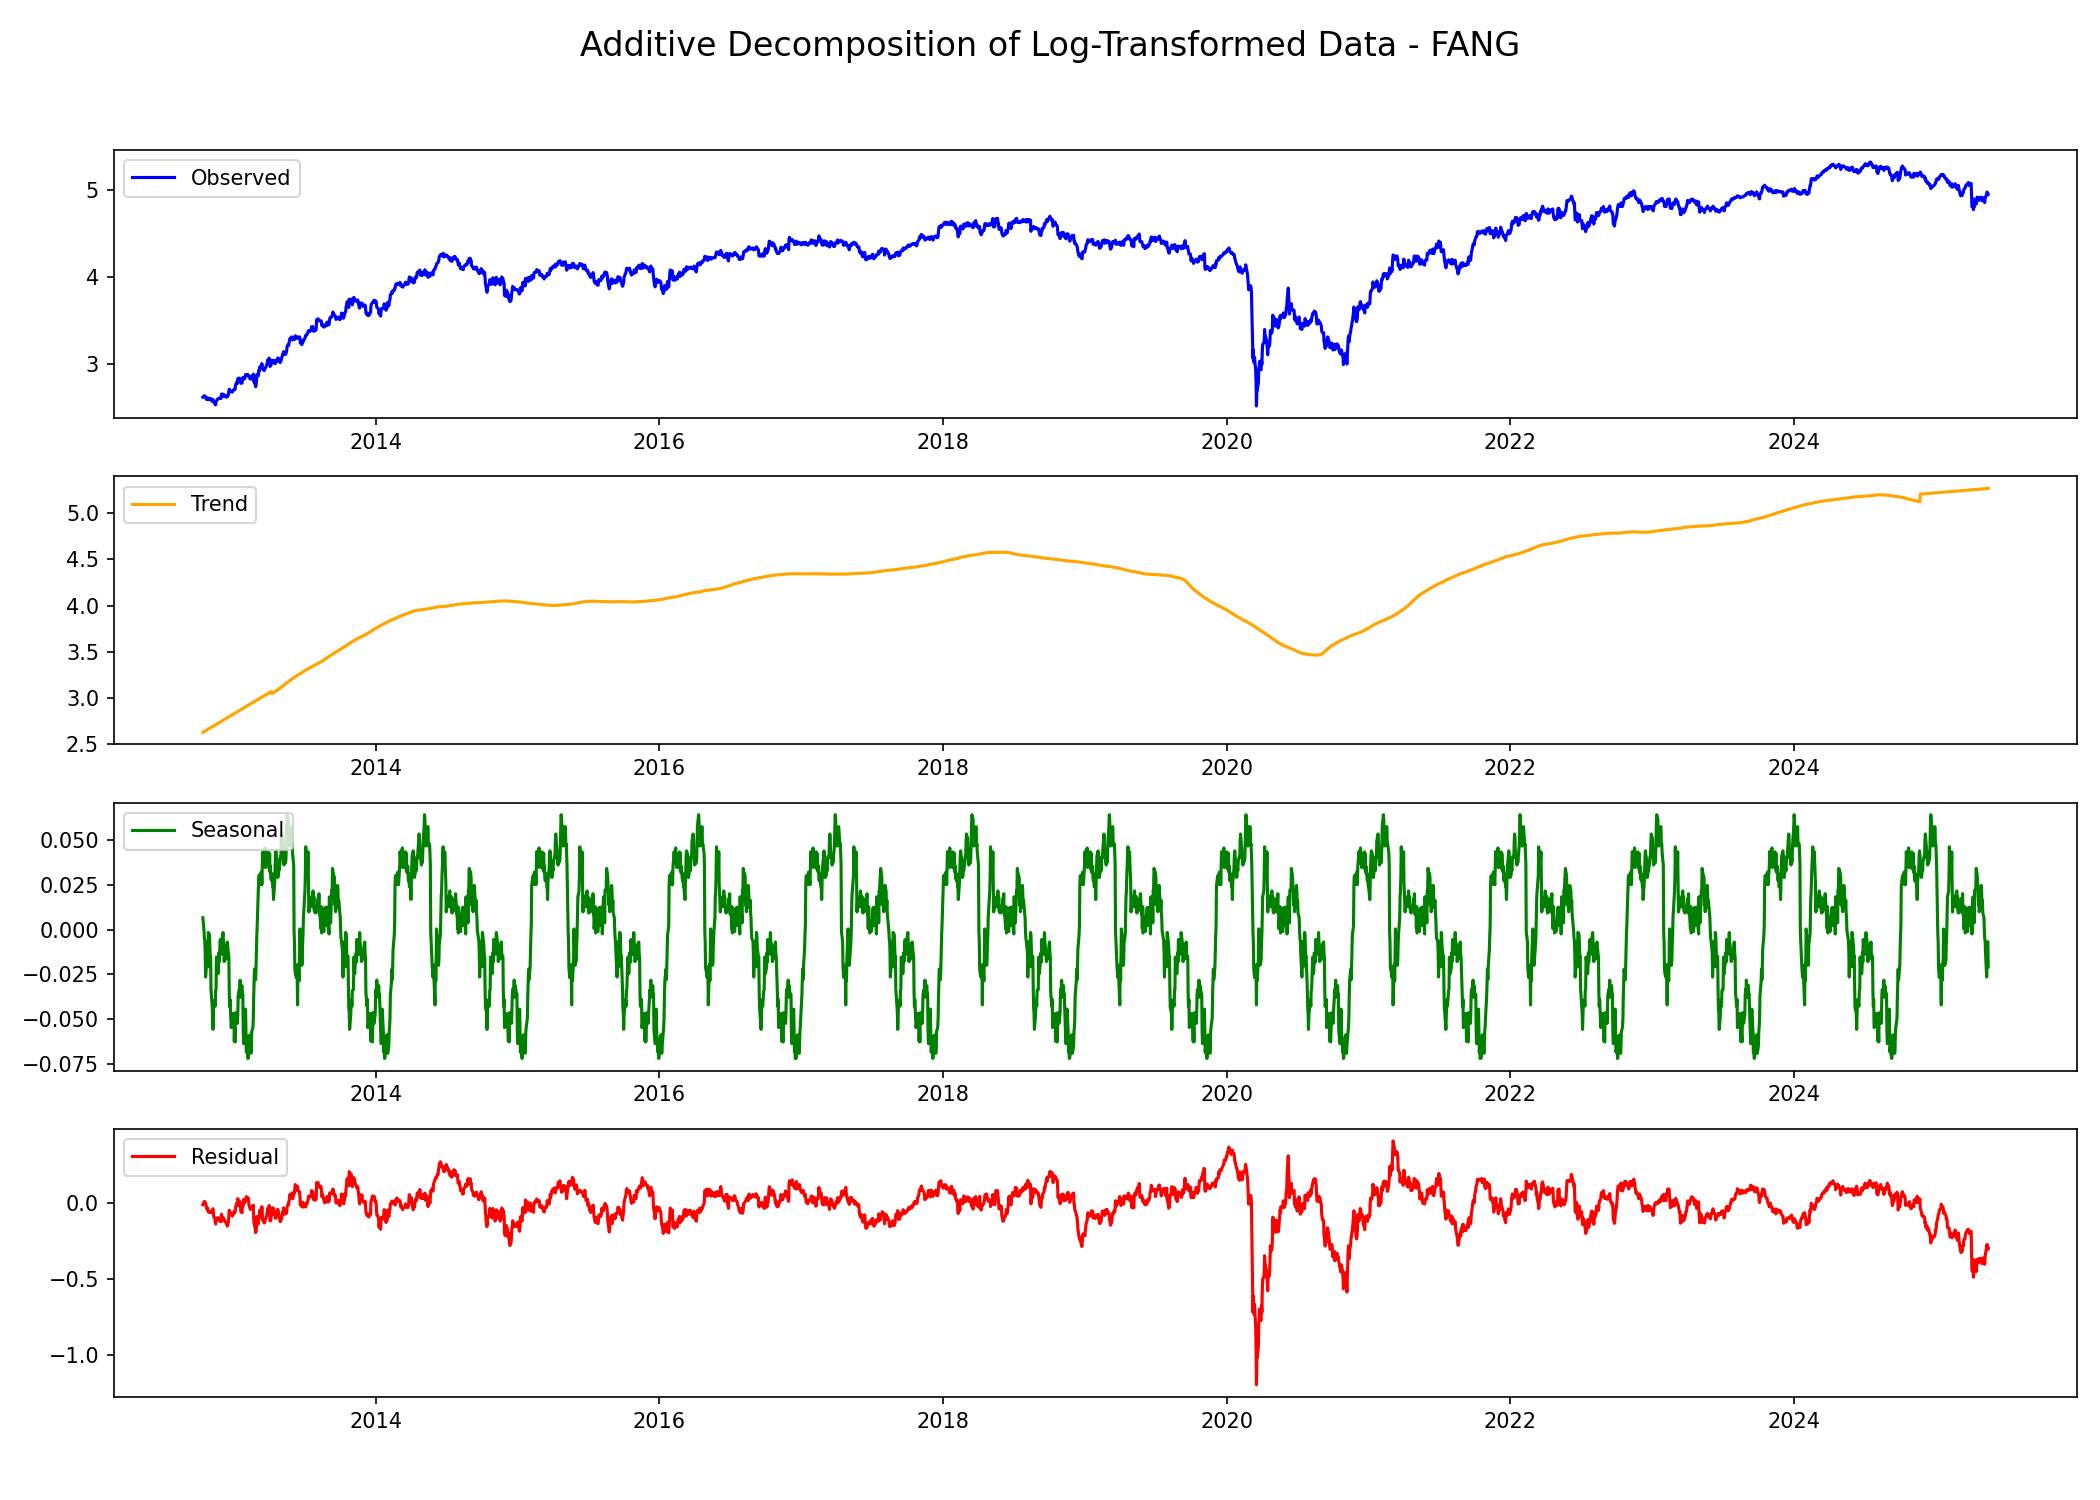 Additive Decomposition of Log-Transformed Data - FANG
Observed
5
4
3
2014 2016 2018 2020 2022 2024
Trend
5.0
4.5
4.0
3.5
3.0
2.5
2014 2016 2018 2020 2022 2024
Seasonal
0.050
0.025
0.000
−0.025
−0.050
−0.075
2014 2016 2018 2020 2022 2024
Residual
0.0
−0.5
−1.0
2014 2016 2018 2020 2022 2024